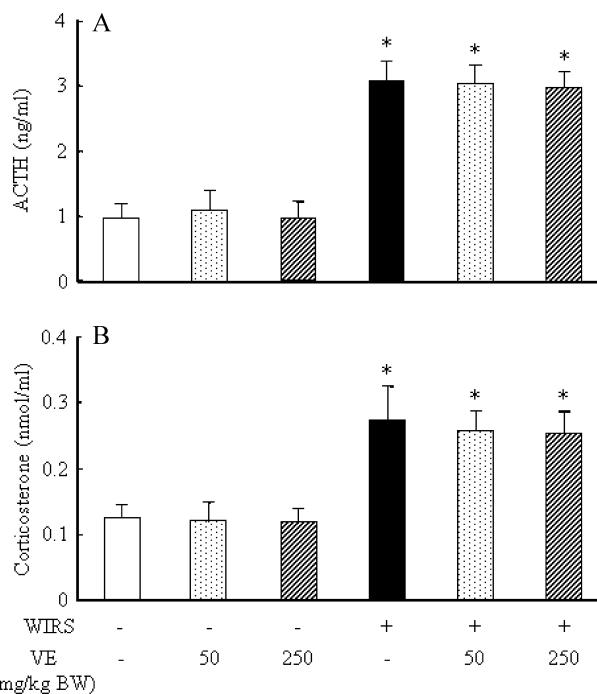 A
4
3
2
1
0
ACTH (ng/ml)
* * *
B
0.4
0.3
0.2
0.1
0
Corticosterone (nmol/ml)
* * *
WIRS - - - + + +
VE - 50 250 - 50 250
mg/kg BW)